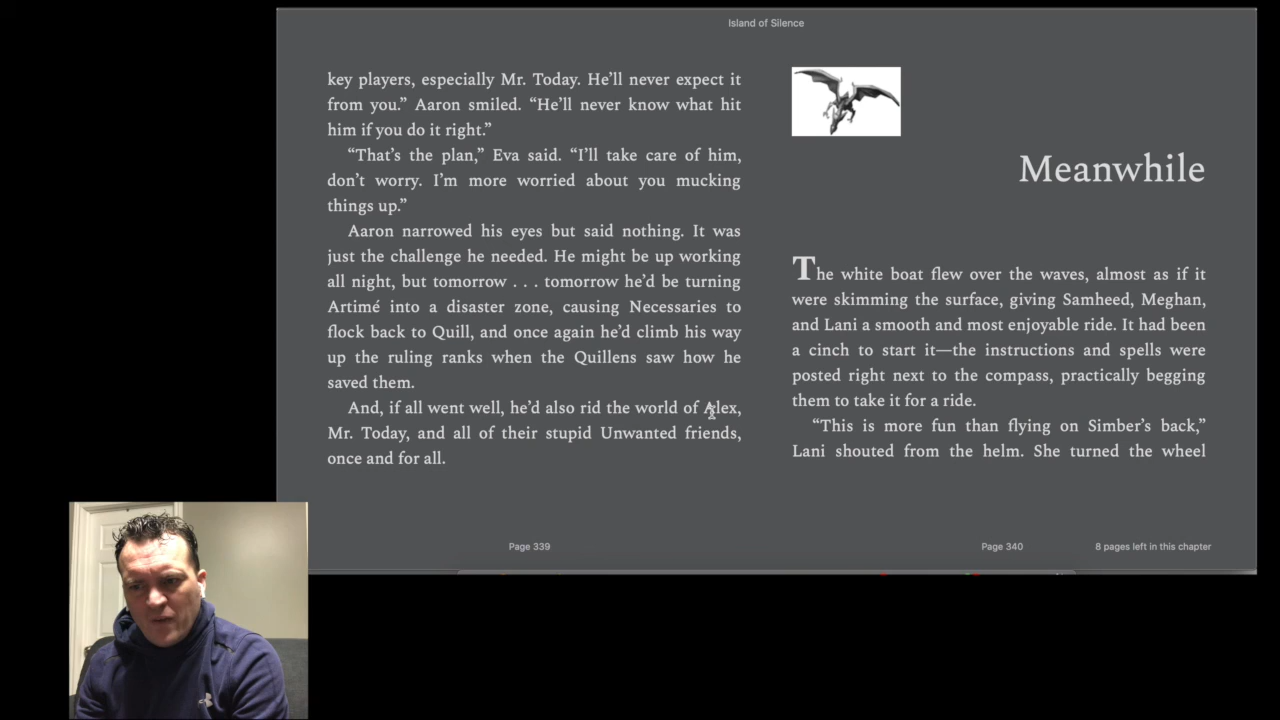 Island of Silence
key players, especially Mr. Today. He’ll never expect it
from you.” Aaron smiled. “He’ll never know what hit
him if you do it right.”
“That’s the plan,” Eva said. “I’ll take care of him,
don’t worry. I’m more worried about you mucking
things up.”
Aaron narrowed his eyes but said nothing. It was
just the challenge he needed. He might be up working
all night, but tomorrow . . . tomorrow he’d be turning
Artimé into a disaster zone, causing Necessaries to
flock back to Quill, and once again he’d climb his way
up the ruling ranks when the Quillens saw how he
saved them.
And, if all went well, he’d also rid the world of Alex,
Mr. Today, and all of their stupid Unwanted friends,
once and for all.
Page 339
Meanwhile
The white boat flew over the waves, almost as if it
were skimming the surface, giving Samheed, Meghan,
and Lani a smooth and most enjoyable ride. It had been
a cinch to start it—the instructions and spells were
posted right next to the compass, practically begging
them to take it for a ride.
“This is more fun than flying on Simber’s back,”
Lani shouted from the helm. She turned the wheel
Page 340
8 pages left in this chapter